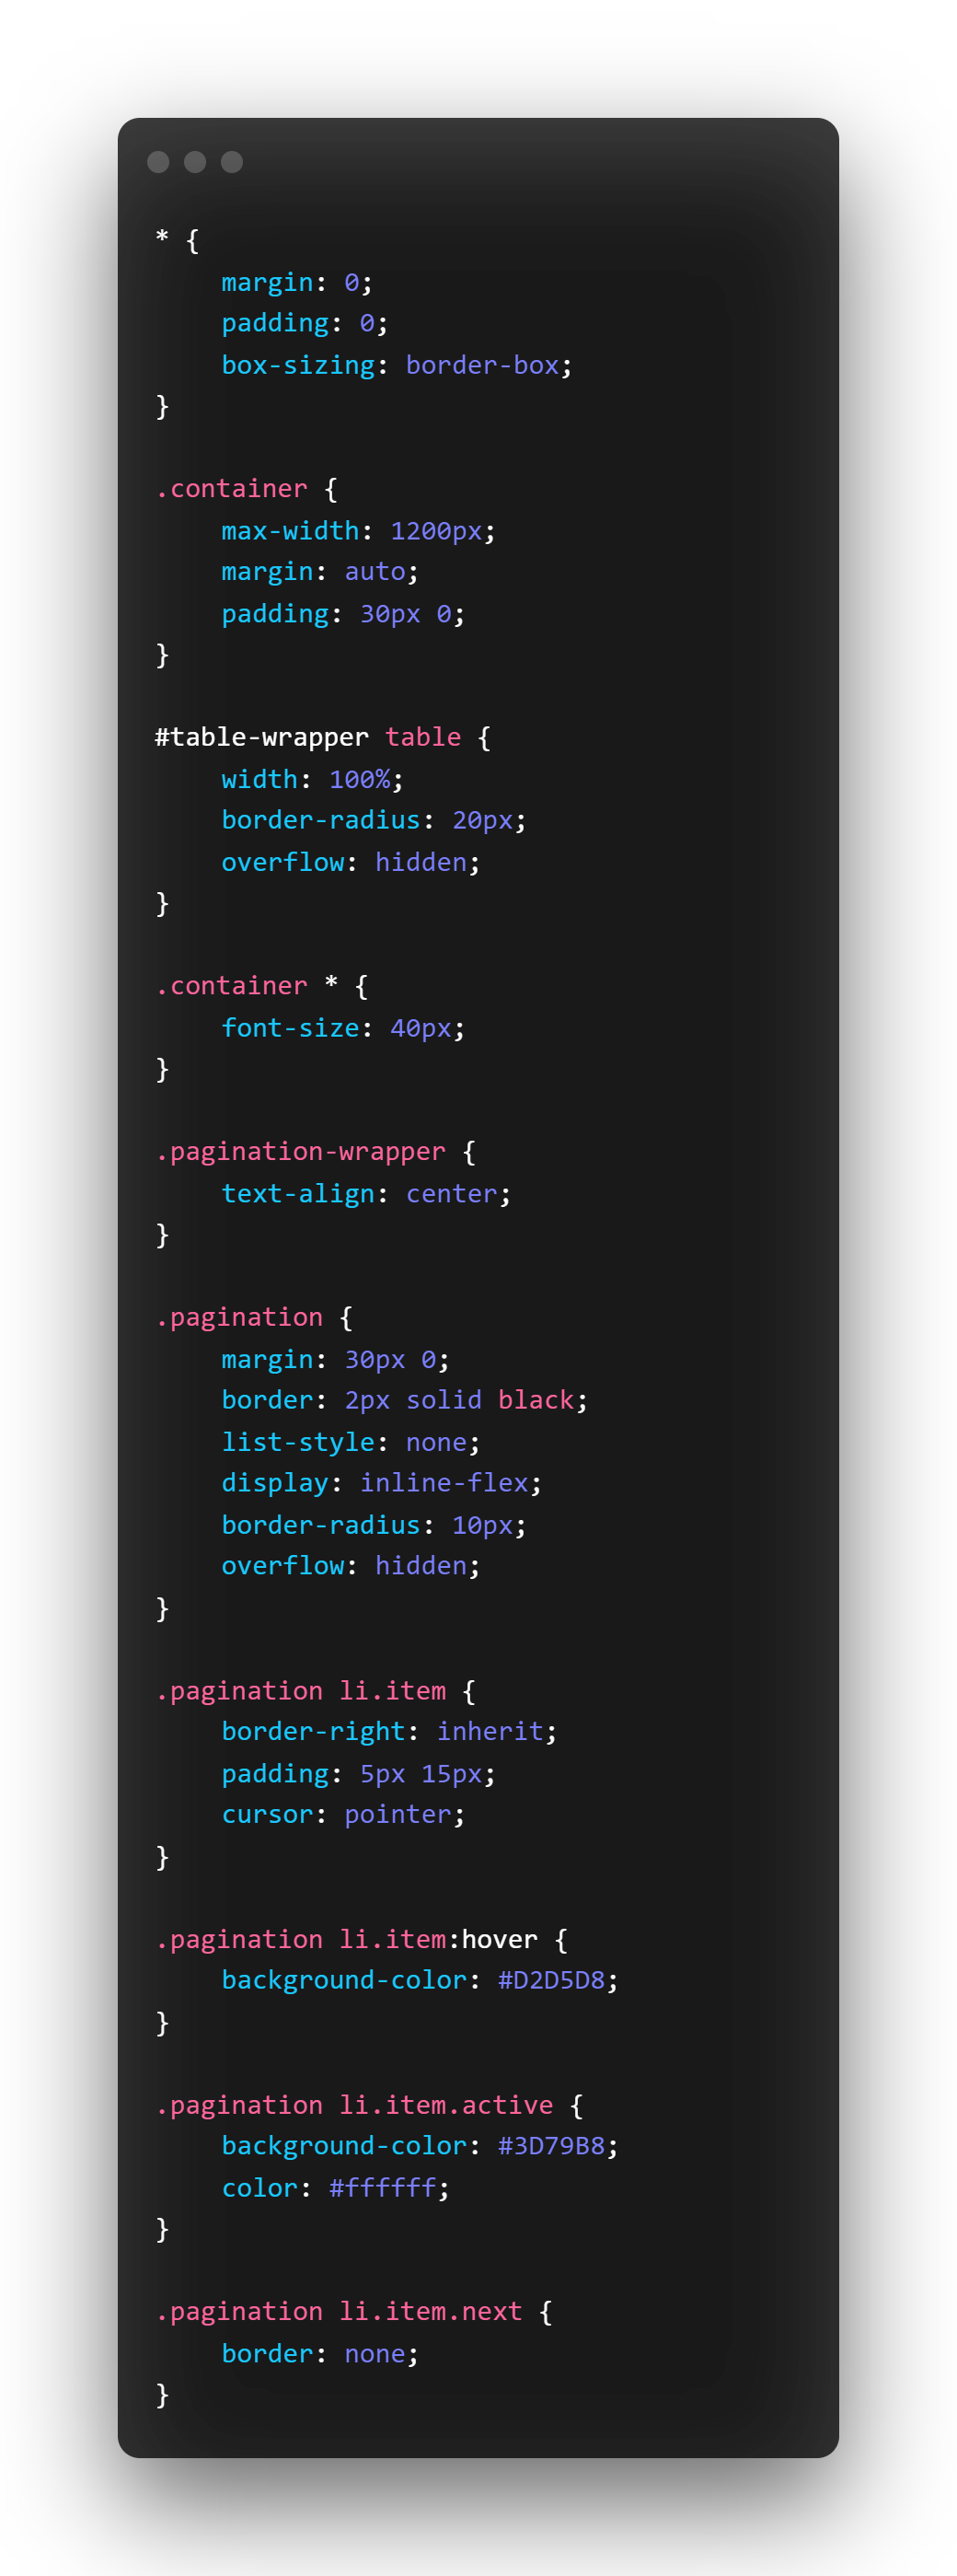 * {
    margin: 0;
    padding: 0;
    box-sizing: border-box;
}

.container {
    max-width: 1200px;
    margin: auto;
    padding: 30px 0;
}

#table-wrapper table {
    width: 100%;
    border-radius: 20px;
    overflow: hidden;
}

.container * {
    font-size: 40px;
}

.pagination-wrapper {
    text-align: center;
}

.pagination {
    margin: 30px 0;
    border: 2px solid black;
    list-style: none;
    display: inline-flex;
    border-radius: 10px;
    overflow: hidden;
}

.pagination li.item {
    border-right: inherit;
    padding: 5px 15px;
    cursor: pointer;
}

.pagination li.item:hover {
    background-color: #D2D5D8;
}

.pagination li.item.active {
    background-color: #3D79B8;
    color: #ffffff;
}

.pagination li.item.next {
    border: none;
}